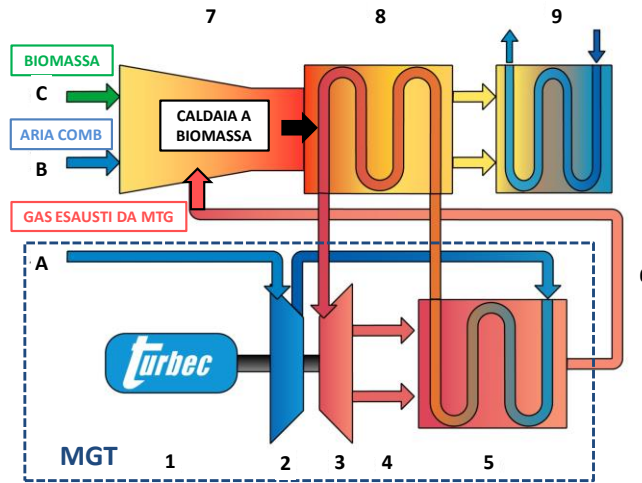 7 8 9
BIOMASSA
C
CALDAIA A
BIOMASSA
ARIA COMB
B
GAS ESAUSTI DA MTG
A
turbec
MGT
1 2 3 4 5